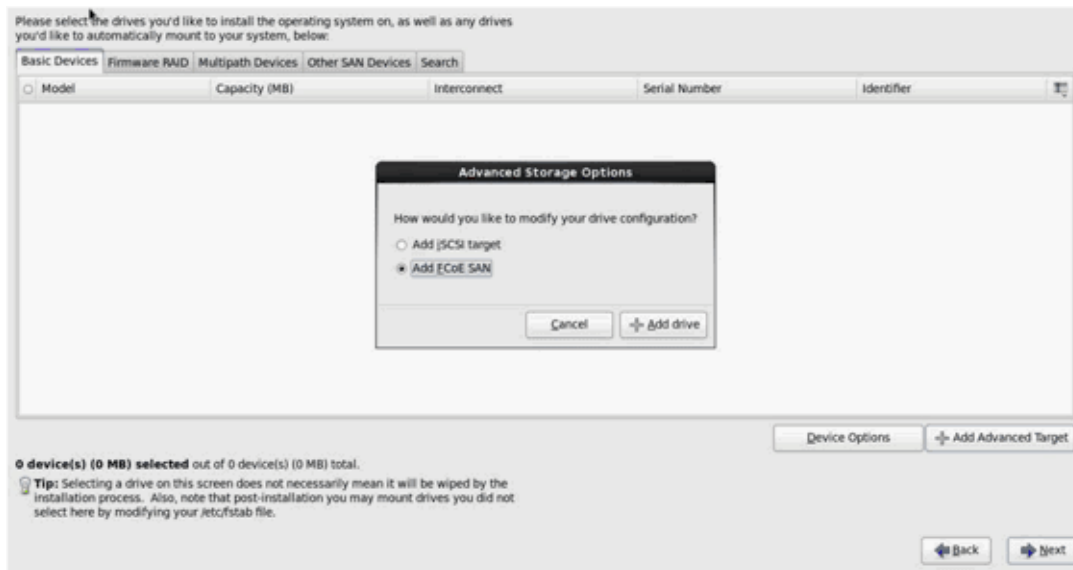 Please select the drives you'd like to install the operating system on, as well as any drives
you'd like to automatically mount to your system, below:
Basic Devices Firmware RAID Multipath Devices Other SAN Devices Search
Model Capacity (MB) Interconnect Serial Number Identifier
Advanced Storage Options
How would you like to modify your drive configuration?
Add iSCSI target
Add FCoE SAN
Cancel Add drive
Device Options Add Advanced Target
0 device(s) (0 MB) selected out of 0 device(s) (0 MB) total.
Tip: Selecting a drive on this screen does not necessarily mean it will be wiped by the
installation process. Also, note that post-installation you may mount drives you did not
select here by modifying your /etc/fstab file.
Back Next